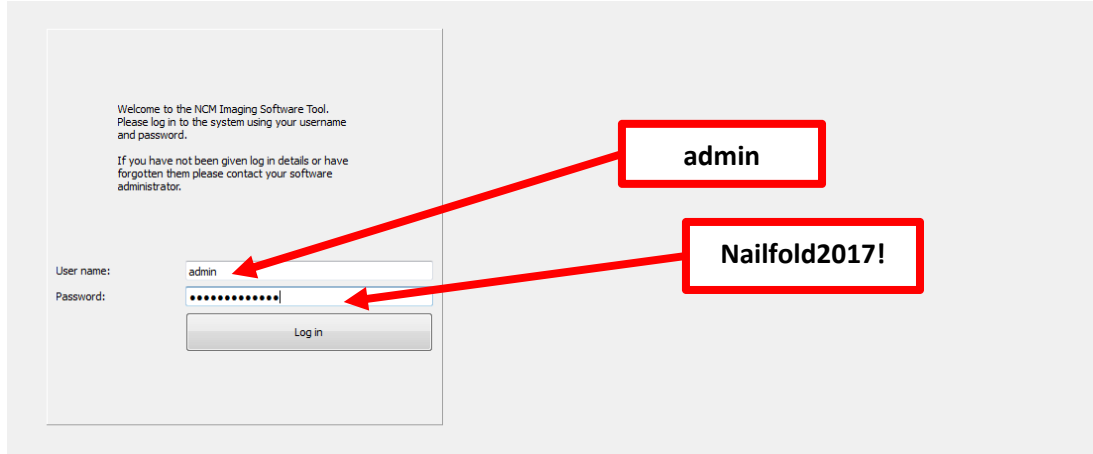 Welcome to the NCM Imaging Software Tool.
Please log in to the system using your username
and password.
If you have not been given log in details or have
forgotten them please contact your software
administrator.
admin
Nailfold2017!
User name: admin
Password: •••••••••••••
Log in